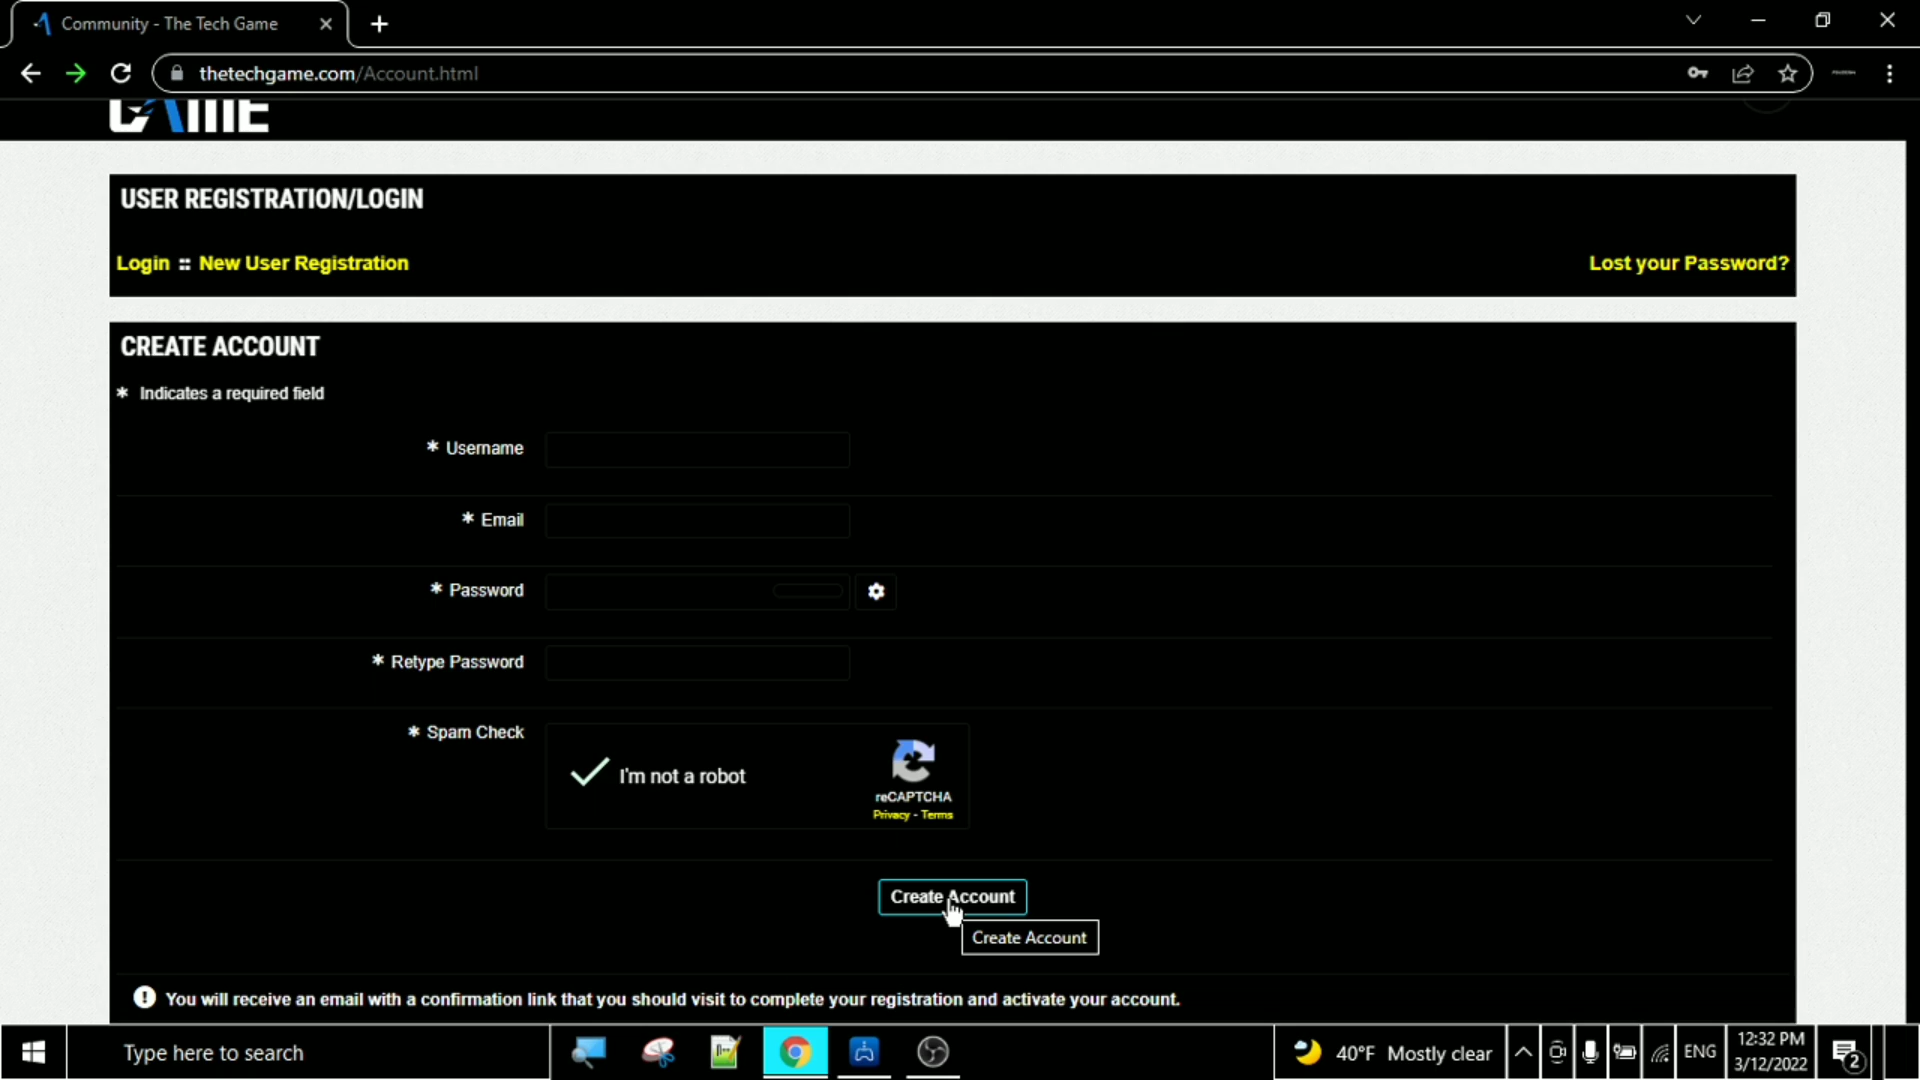 Community - The Tech Game
thetechgame.com/Account.html
GAME
USER REGISTRATION/LOGIN
Login :: New User Registration
Lost your Password?
CREATE ACCOUNT
* Indicates a required field
* Username
* Email
* Password
* Retype Password
* Spam Check
I'm not a robot
reCAPTCHA
Privacy - Terms
Create Account
Create Account
You will receive an email with a confirmation link that you should visit to complete your registration and activate your account.
Type here to search
40°F Mostly clear
ENG
12:32 PM
3/12/2022
2